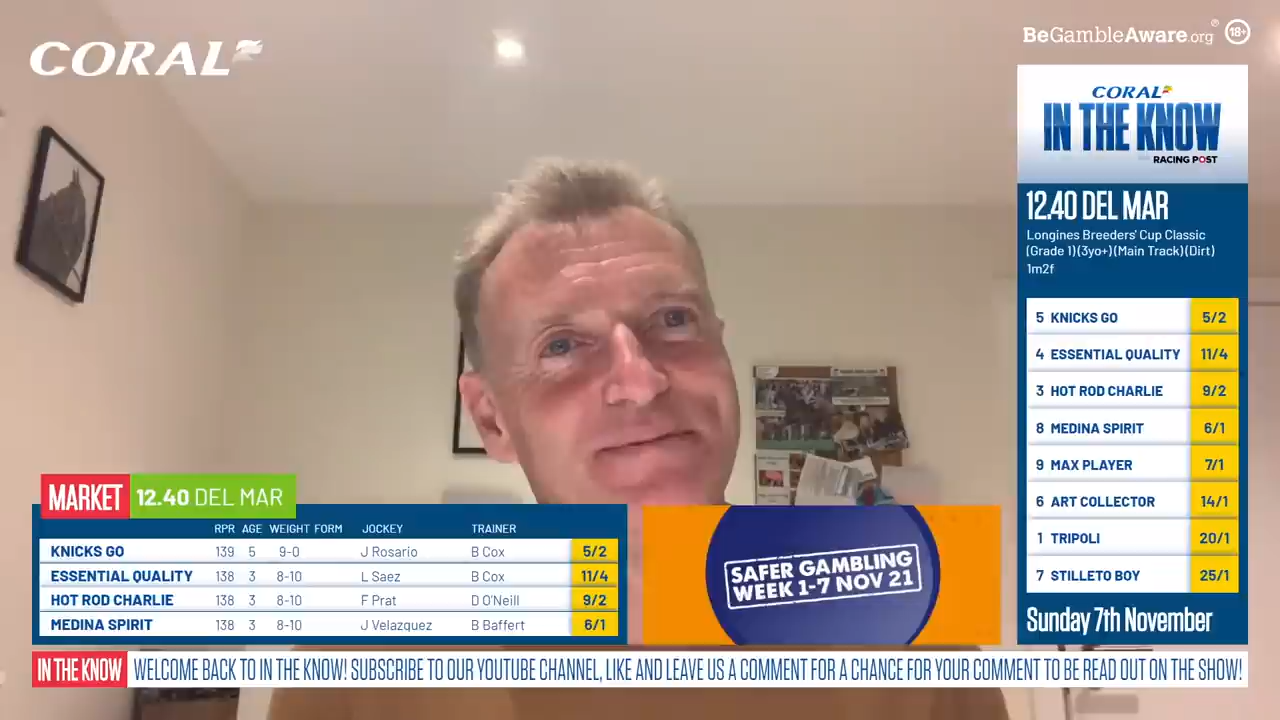 CORAL
BeGambleAware.org® 18+
CORAL
IN THE KNOW
RACING POST
12.40 DEL MAR
Longines Breeders' Cup Classic
(Grade 1)(3yo+)(Main Track)(Dirt)
1m2f
5 KNICKS GO 5/2
4 ESSENTIAL QUALITY 11/4
3 HOT ROD CHARLIE 9/2
8 MEDINA SPIRIT 6/1
9 MAX PLAYER 7/1
6 ART COLLECTOR 14/1
1 TRIPOLI 20/1
7 STILLETO BOY 25/1
Sunday 7th November
MARKET 12.40 DEL MAR
RPR AGE WEIGHT FORM JOCKEY TRAINER
KNICKS GO 139 5 9-0 J Rosario B Cox 5/2
ESSENTIAL QUALITY 138 3 8-10 L Saez B Cox 11/4
HOT ROD CHARLIE 138 3 8-10 F Prat D O'Neill 9/2
MEDINA SPIRIT 138 3 8-10 J Velazquez B Baffert 6/1
SAFER GAMBLING
WEEK 1-7 NOV 21
IN THE KNOW WELCOME BACK TO IN THE KNOW! SUBSCRIBE TO OUR YOUTUBE CHANNEL, LIKE AND LEAVE US A COMMENT FOR A CHANCE FOR YOUR COMMENT TO BE READ OUT ON THE SHOW!